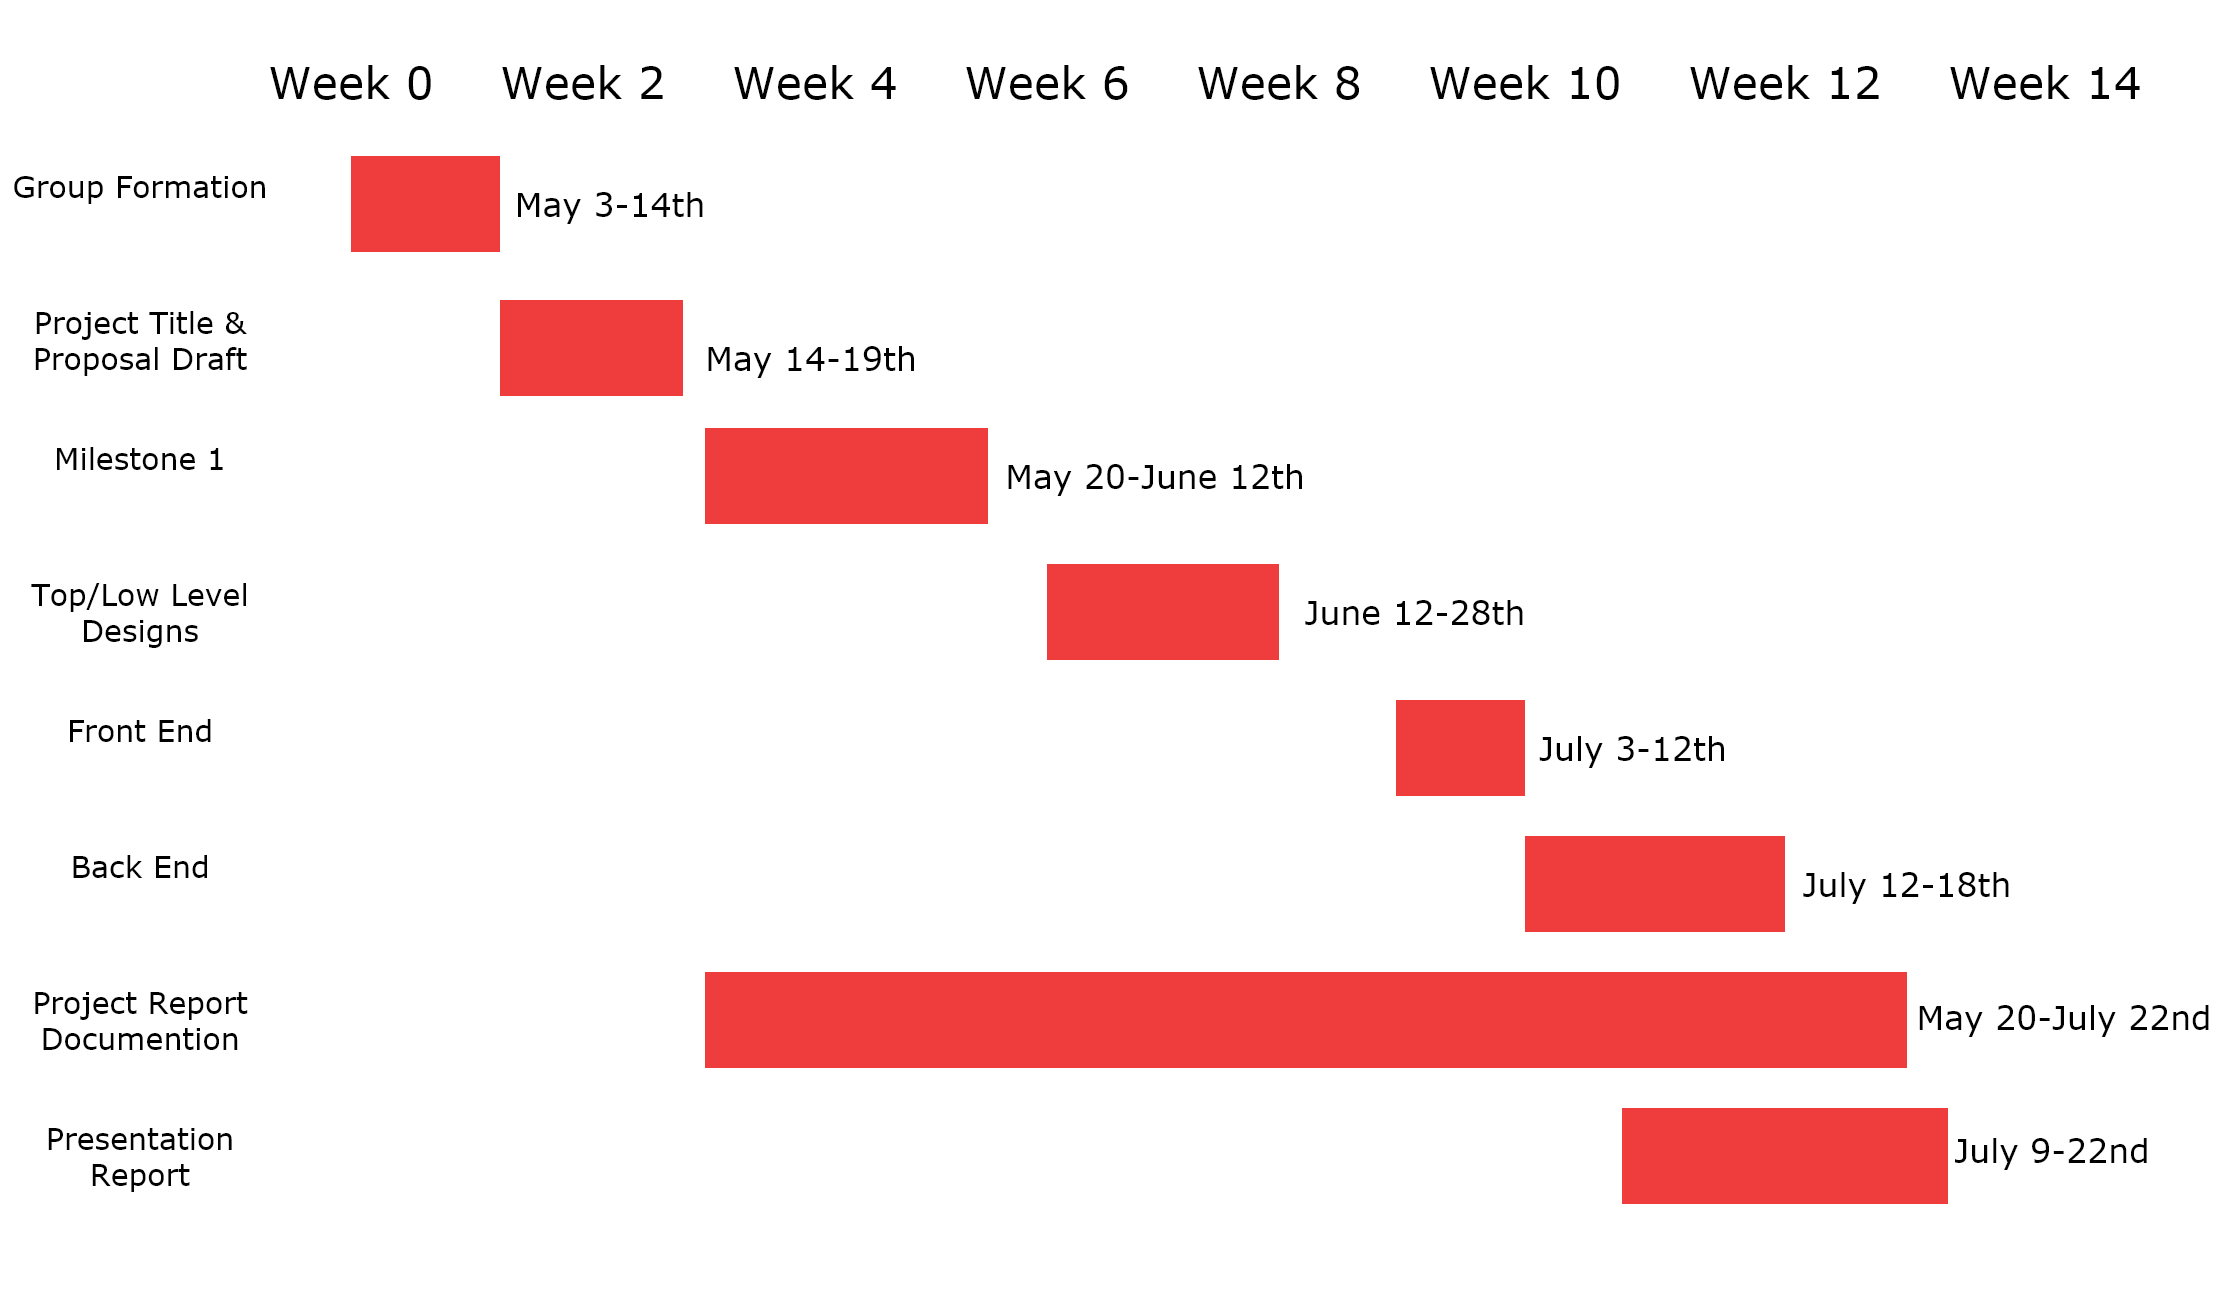 Week 0 Week 2 Week 4 Week 6 Week 8 Week 10 Week 12 Week 14
Group Formation
May 3-14th
Project Title &
Proposal Draft
May 14-19th
Milestone 1
May 20-June 12th
Top/Low Level
Designs
June 12-28th
Front End
July 3-12th
Back End
July 12-18th
Project Report
Documention
May 20-July 22nd
Presentation
Report
July 9-22nd